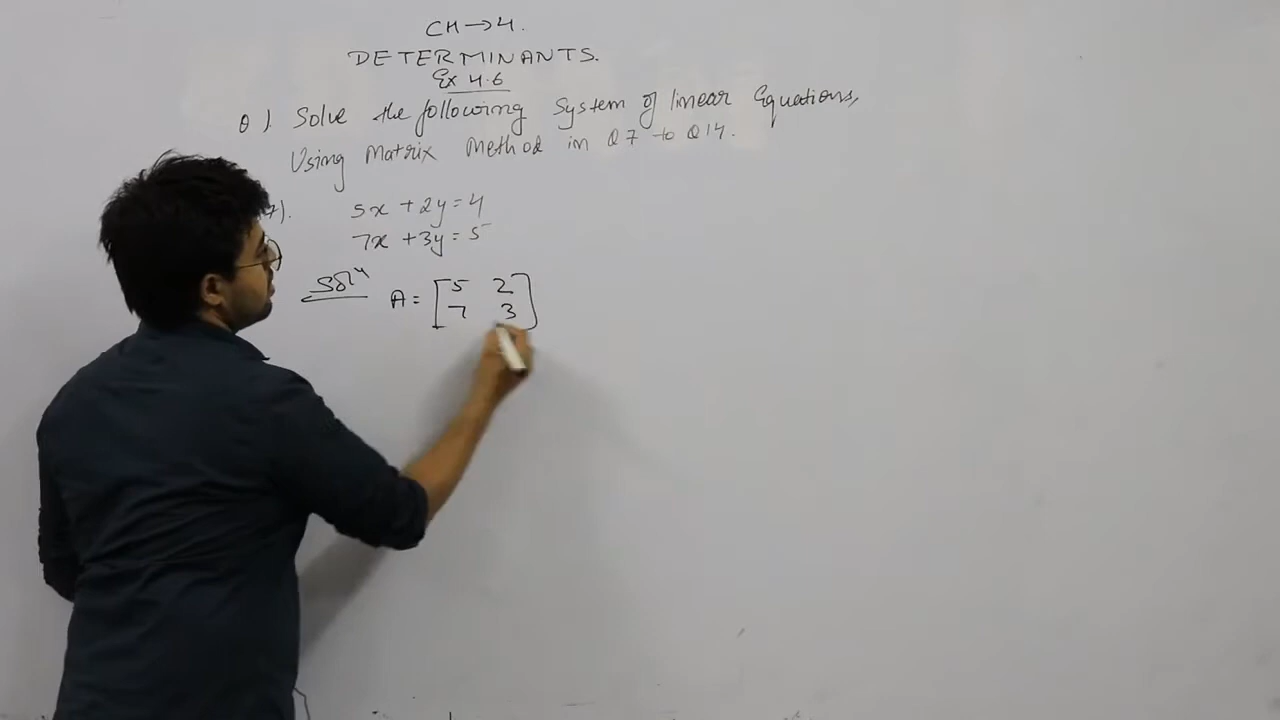 CH→4.
DETERMINANTS.
Ex 4.6
Q). Solve the following System of linear Equations,
Using Matrix Method in Q7 to Q14.
7). 5x + 2y = 4
7x + 3y = 5
Solⁿ A = [5 2
7 3]